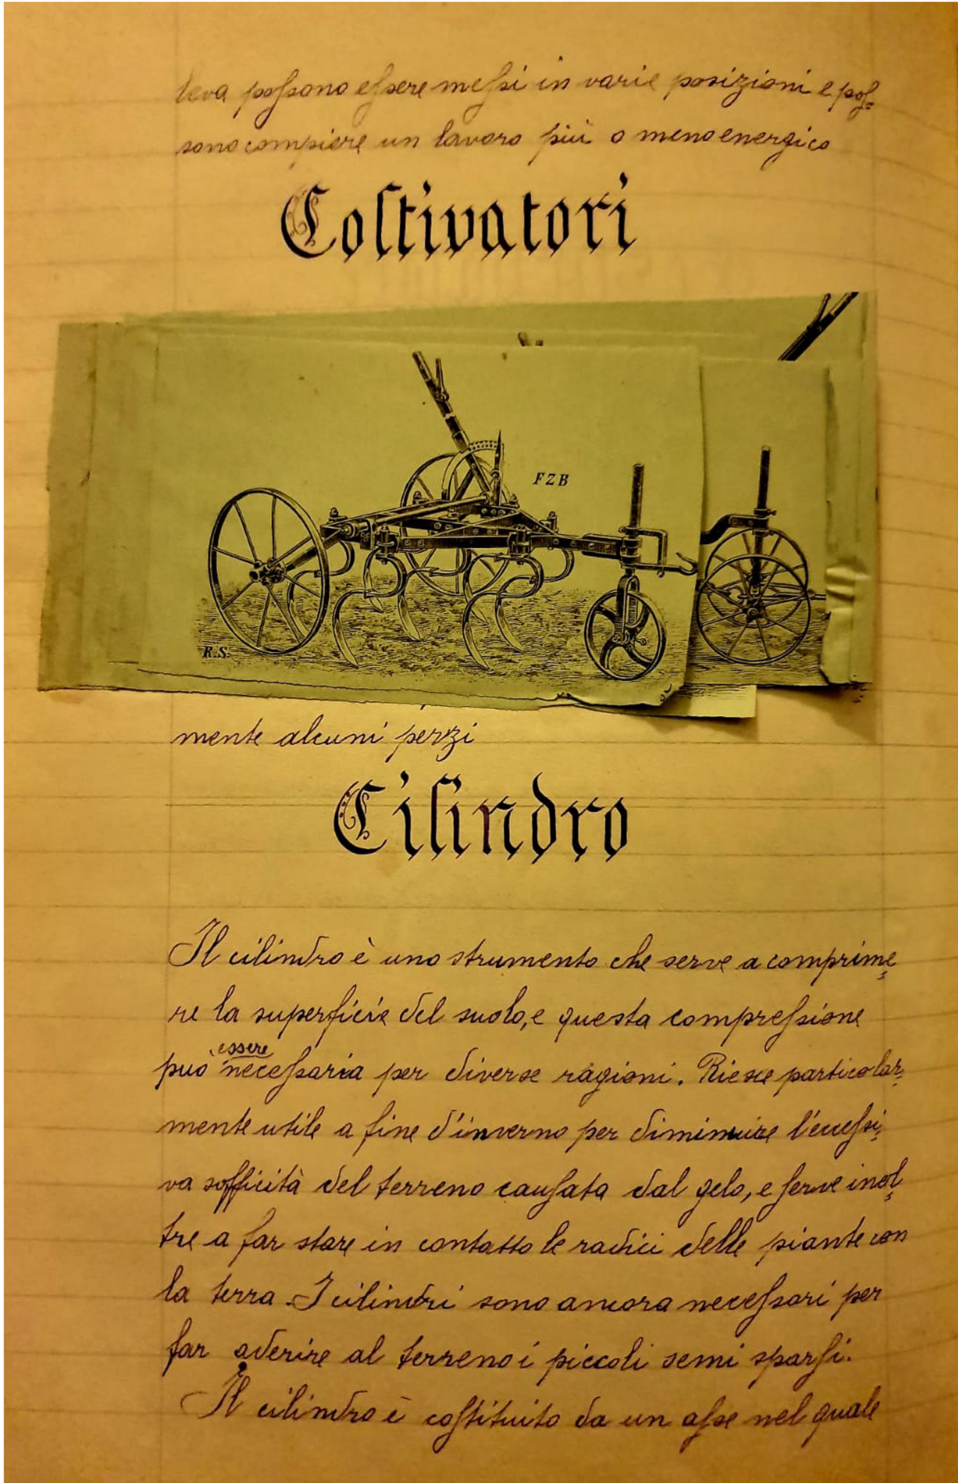 leva possono essere messi in varie posizioni e pos=
sono compiere un lavoro più o meno energico
Coltivatori
FZB
R.S.
mente alcuni perzi
Cilindro
Il cilindro è uno strumento che serve a comprime=
re la superficie del suolo, e questa compressione
essere
può necessaria per diverse ragioni. Riesce particolar=
mente utile a fine d'inverno per diminuire l'eccessi=
va sofficità del terreno causata dal gelo, e serve inol=
tre a far stare in contatto le radici delle piante con
la terra. I cilindri sono ancora necessari per
far aderire al terreno i piccoli semi sparsi.
Il cilindro è costituito da un asse nel quale